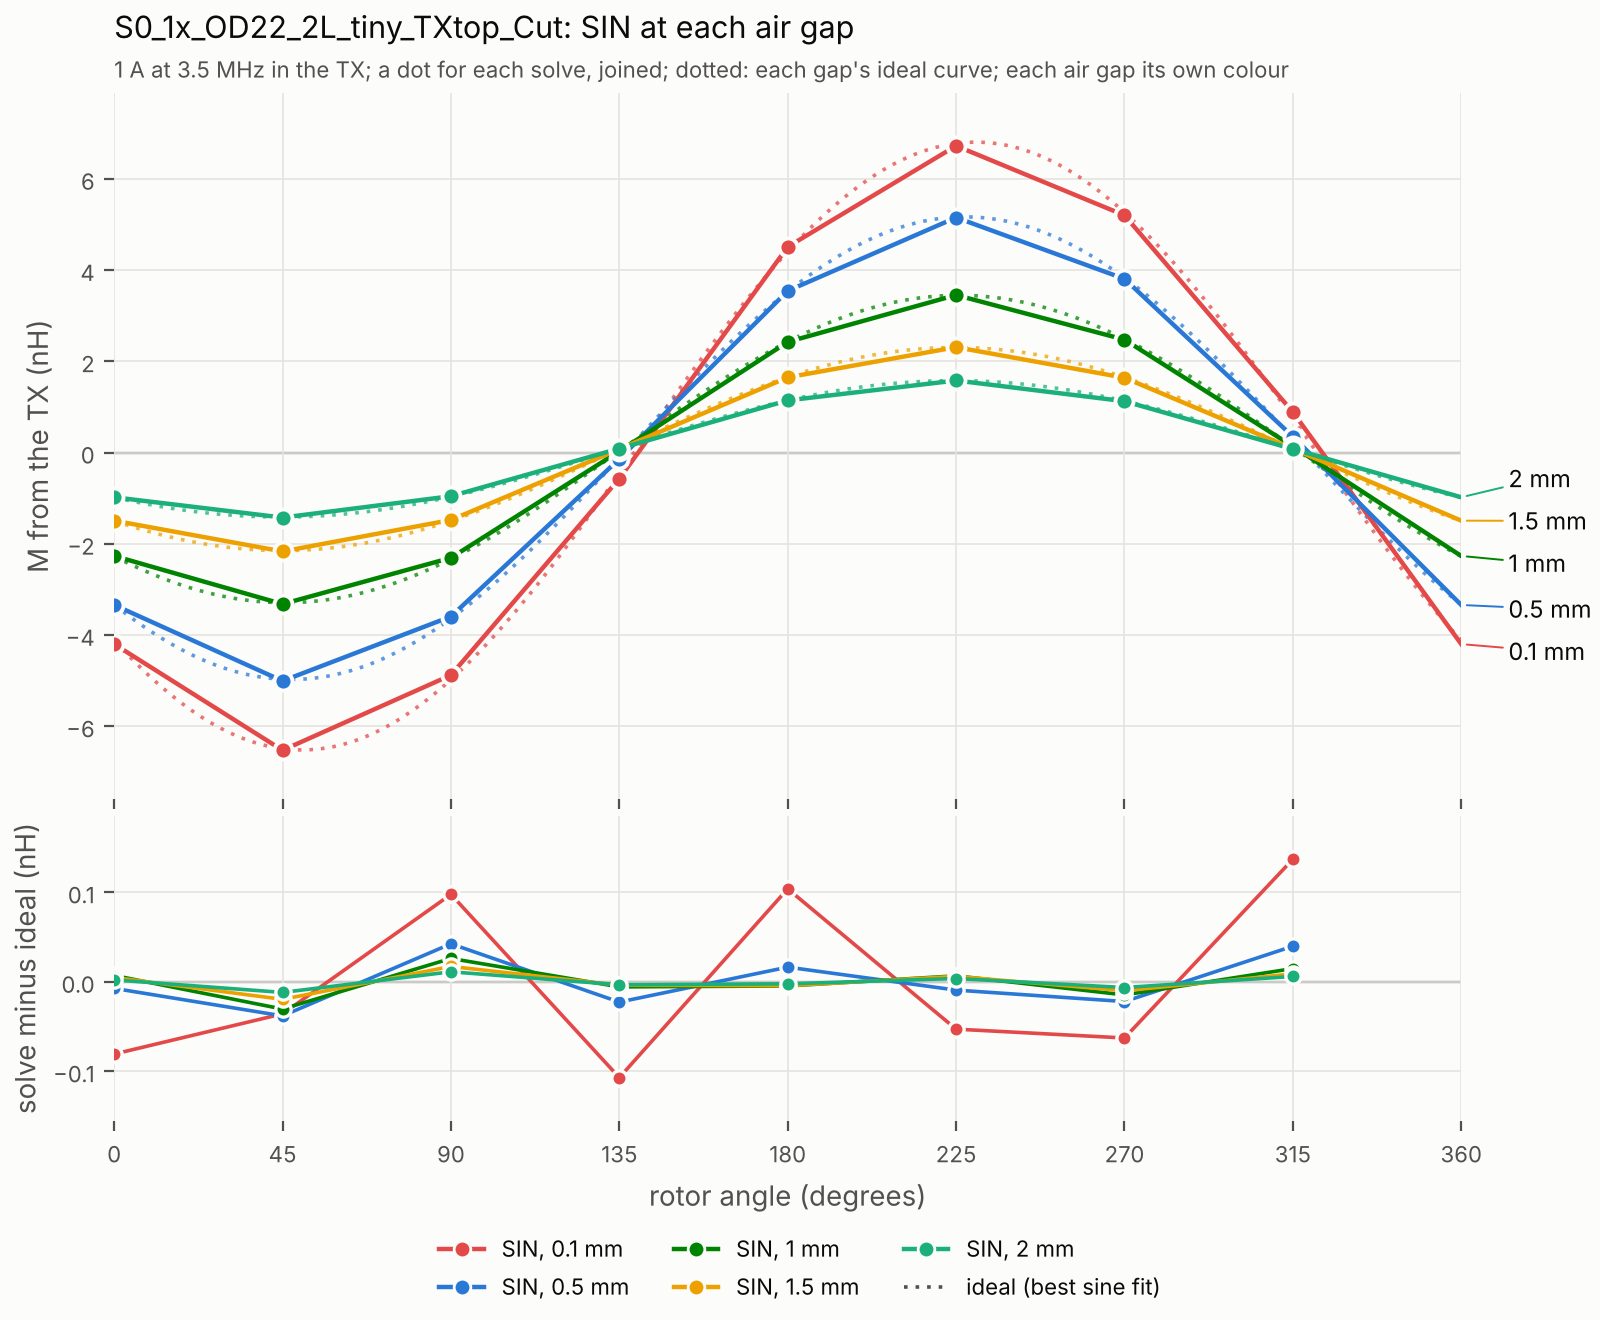 S0_1x_OD22_2L_tiny_TXtop_Cut: SIN at each air gap
1 A at 3.5 MHz in the TX; a dot for each solve, joined; dotted: each gap's ideal curve; each air gap its own colour
M from the TX (nH)
6
4
2
0
−2
−4
−6
2 mm
1.5 mm
1 mm
0.5 mm
0.1 mm
solve minus ideal (nH)
0.1
0.0
−0.1
0 45 90 135 180 225 270 315 360
rotor angle (degrees)
SIN, 0.1 mm SIN, 1 mm SIN, 2 mm
SIN, 0.5 mm SIN, 1.5 mm ideal (best sine fit)